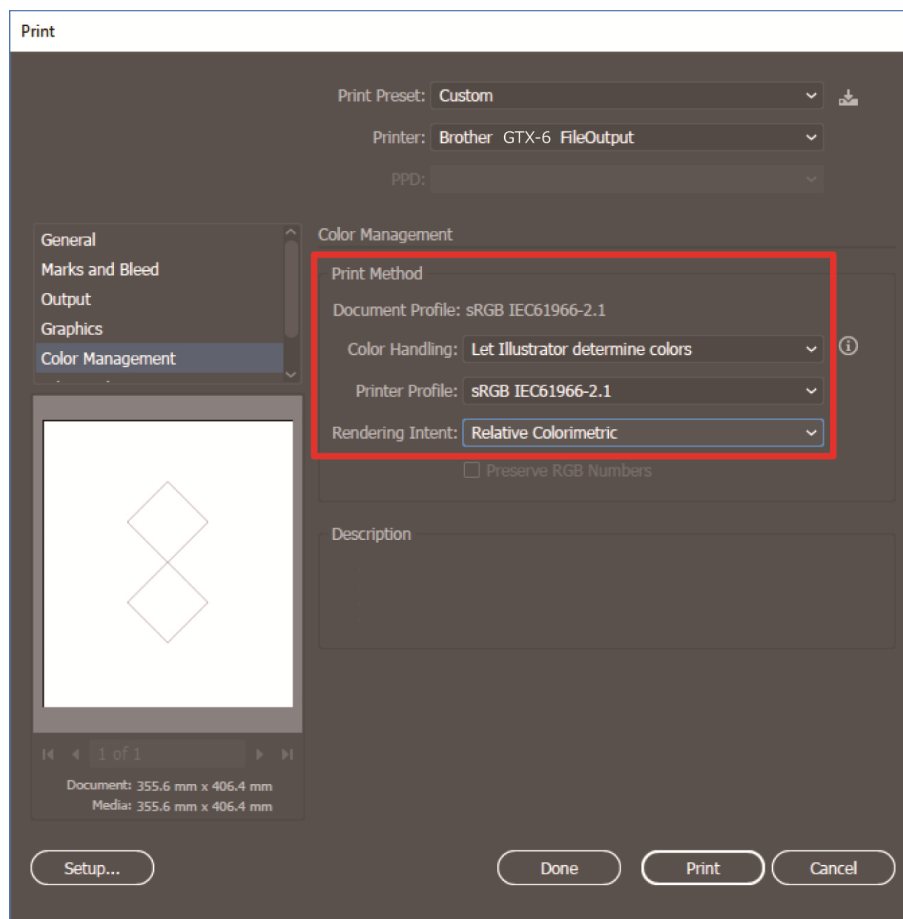 Print
Print Preset: Custom
Printer: Brother GTX-6 FileOutput
PPD:
General
Marks and Bleed
Output
Graphics
Color Management
Color Management
Print Method
Document Profile: sRGB IEC61966-2.1
Color Handling: Let Illustrator determine colors
Printer Profile: sRGB IEC61966-2.1
Rendering Intent: Relative Colorimetric
Preserve RGB Numbers
Description
1 of 1
Document: 355.6 mm x 406.4 mm
Media: 355.6 mm x 406.4 mm
Setup...
Done
Print
Cancel